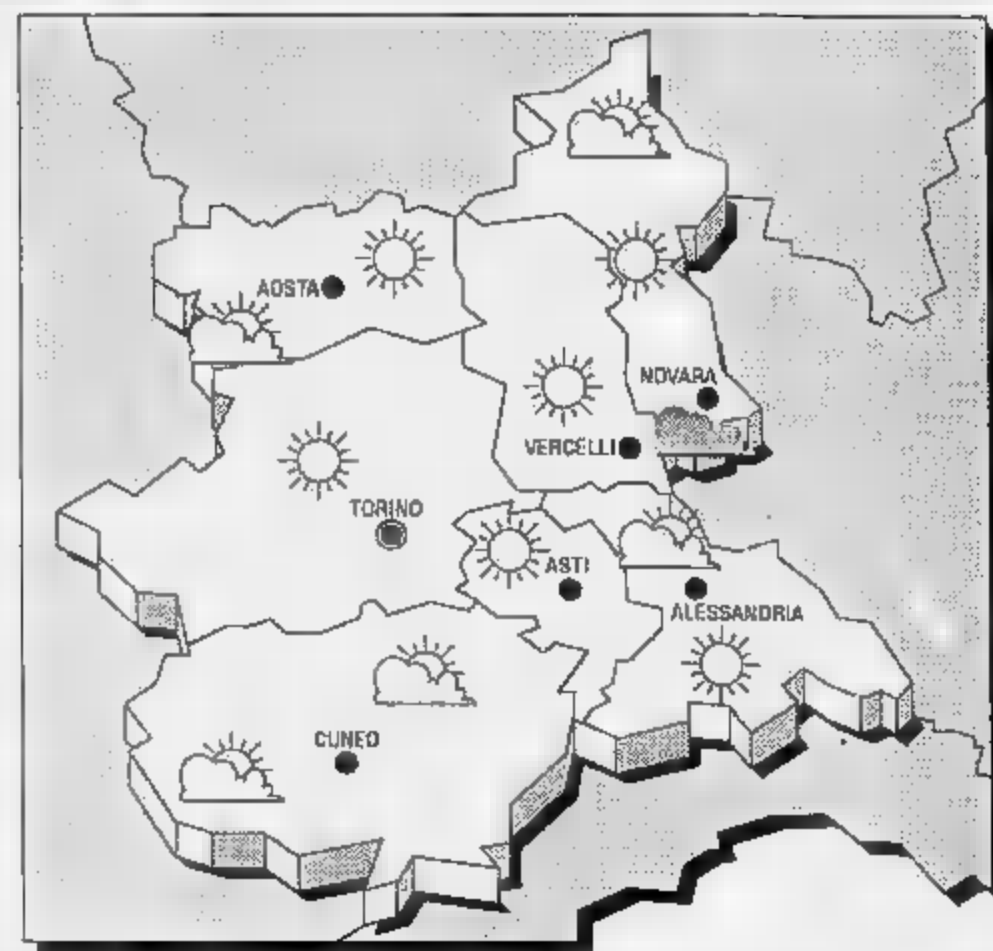 AOSTA
NOVARA
VERCELLI
TORINO
ASTI
ALESSANDRIA
CUNEO